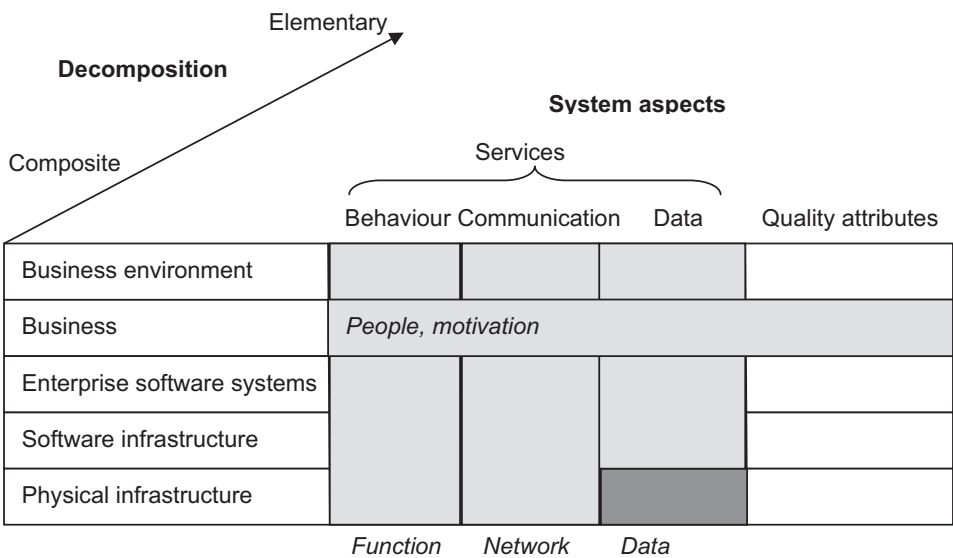 Elementary
Decomposition
System aspects
Composite
Services
Behaviour Communication Data Quality attributes
Business environment
Business People, motivation
Enterprise software systems
Software infrastructure
Physical infrastructure
Function Network Data